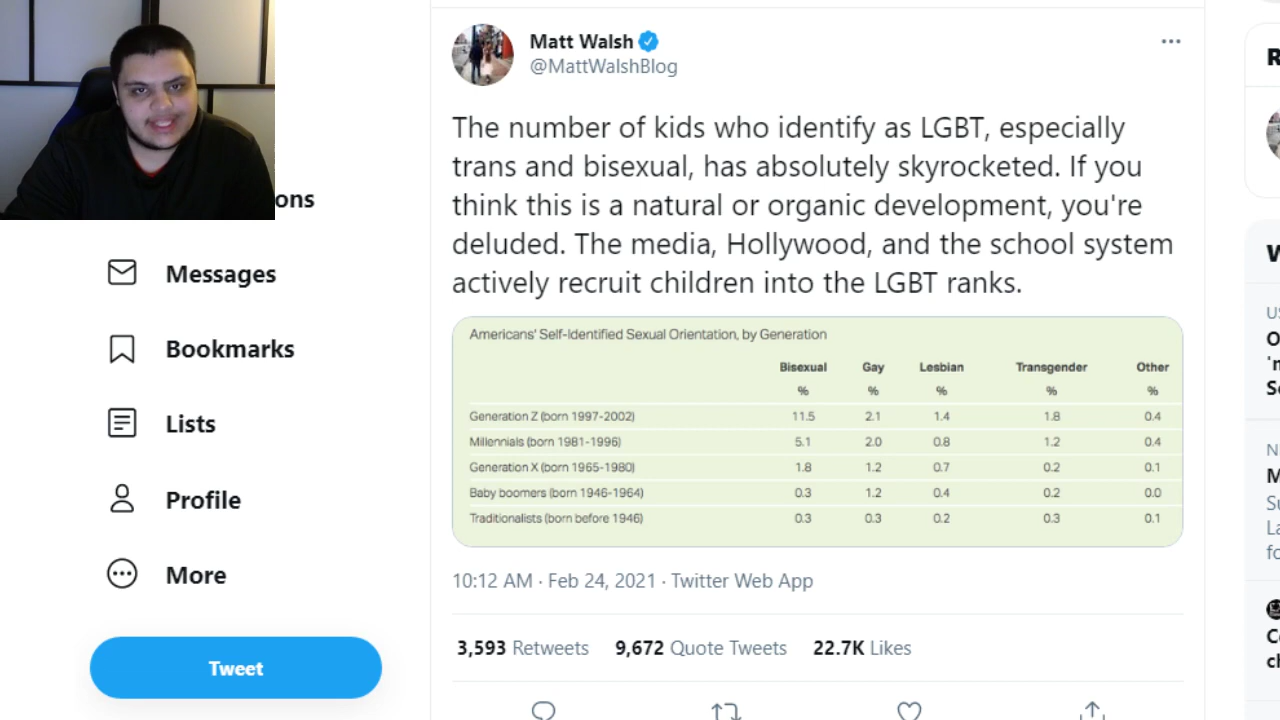 Matt Walsh
@MattWalshBlog
The number of kids who identify as LGBT, especially
trans and bisexual, has absolutely skyrocketed. If you
think this is a natural or organic development, you're
deluded. The media, Hollywood, and the school system
actively recruit children into the LGBT ranks.
Americans' Self-Identified Sexual Orientation, by Generation
Bisexual Gay Lesbian Transgender Other
% % % % %
Generation Z (born 1997-2002) 11.5 2.1 1.4 1.8 0.4
Millennials (born 1981-1996) 5.1 2.0 0.8 1.2 0.4
Generation X (born 1965-1980) 1.8 1.2 0.7 0.2 0.1
Baby boomers (born 1946-1964) 0.3 1.2 0.4 0.2 0.0
Traditionalists (born before 1946) 0.3 0.3 0.2 0.3 0.1
10:12 AM · Feb 24, 2021 · Twitter Web App
3,593 Retweets 9,672 Quote Tweets 22.7K Likes
Messages
Bookmarks
Lists
Profile
More
Tweet